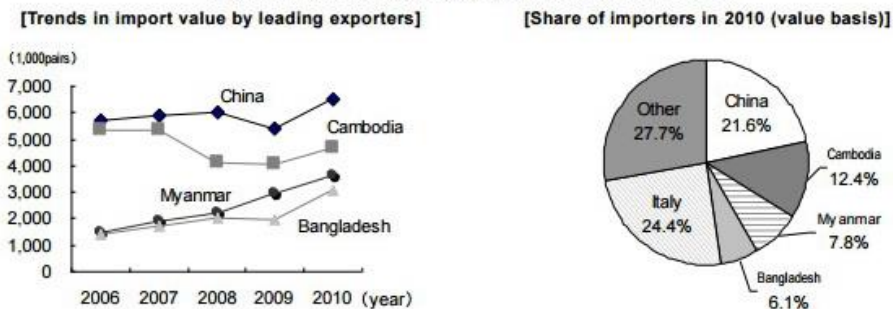 [Trends in import value by leading exporters]
(1,000pairs)
7,000
6,000
5,000
4,000
3,000
2,000
1,000
0
China
Cambodia
Myanmar
Bangladesh
2006 2007 2008 2009 2010 (year)
[Share of importers in 2010 (value basis)]
China
21.6%
Cambodia
12.4%
Myanmar
7.8%
Bangladesh
6.1%
Italy
24.4%
Other
27.7%